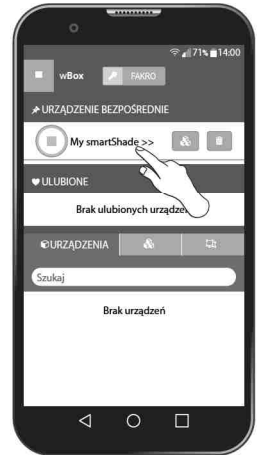 71% 14:00
wBox FAKRO
URZĄDZENIE BEZPOŚREDNIE
My smartShade >>
ULUBIONE
Brak ulubionych urządzeń
URZĄDZENIA
Szukaj
Brak urządzeń